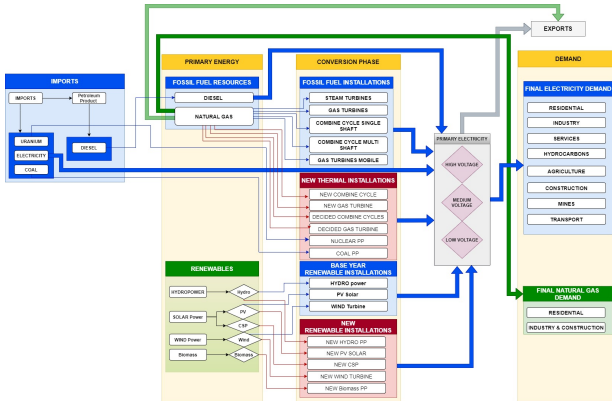 EXPORTS
PRIMARY ENERGY
CONVERSION PHASE
DEMAND
IMPORTS
IMPORTS
Petroleum
Product
URANIUM
ELECTRICITY
COAL
DIESEL
FOSSIL FUEL RESOURCES
DIESEL
NATURAL GAS
FOSSIL FUEL INSTALLATIONS
STEAM TURBINES
GAS TURBINES
COMBINE CYCLE SINGLE
SHAFT
COMBINE CYCLE MULTI
SHAFT
GAS TURBINES MOBILE
NEW THERMAL INSTALLATIONS
NEW COMBINE CYCLE
NEW GAS TURBINE
DECIDED COMBINE CYCLES
DECIDED GAS TURBINE
NUCLEAR PP
COAL PP
RENEWABLES
HYDROPOWER
Hydro
SOLAR Power
PV
CSP
WIND Power
Wind
Biomass
Biomass
BASE YEAR
RENEWABLE INSTALLATIONS
HYDRO power
PV Solar
WIND Turbine
NEW
RENEWABLE INSTALLATIONS
NEW HYDRO PP
NEW PV SOLAR
NEW CSP
NEW WIND TURBINE
NEW Biomass PP
PRIMARY ELECTRICITY
HIGH VOLTAGE
MEDIUM
VOLTAGE
LOW VOLTAGE
FINAL ELECTRICITY DEMAND
RESIDENTIAL
INDUSTRY
SERVICES
HYDROCARBONS
AGRICULTURE
CONSTRUCTION
MINES
TRANSPORT
FINAL NATURAL GAS
DEMAND
RESIDENTIAL
INDUSTRY & CONSTRUCTION